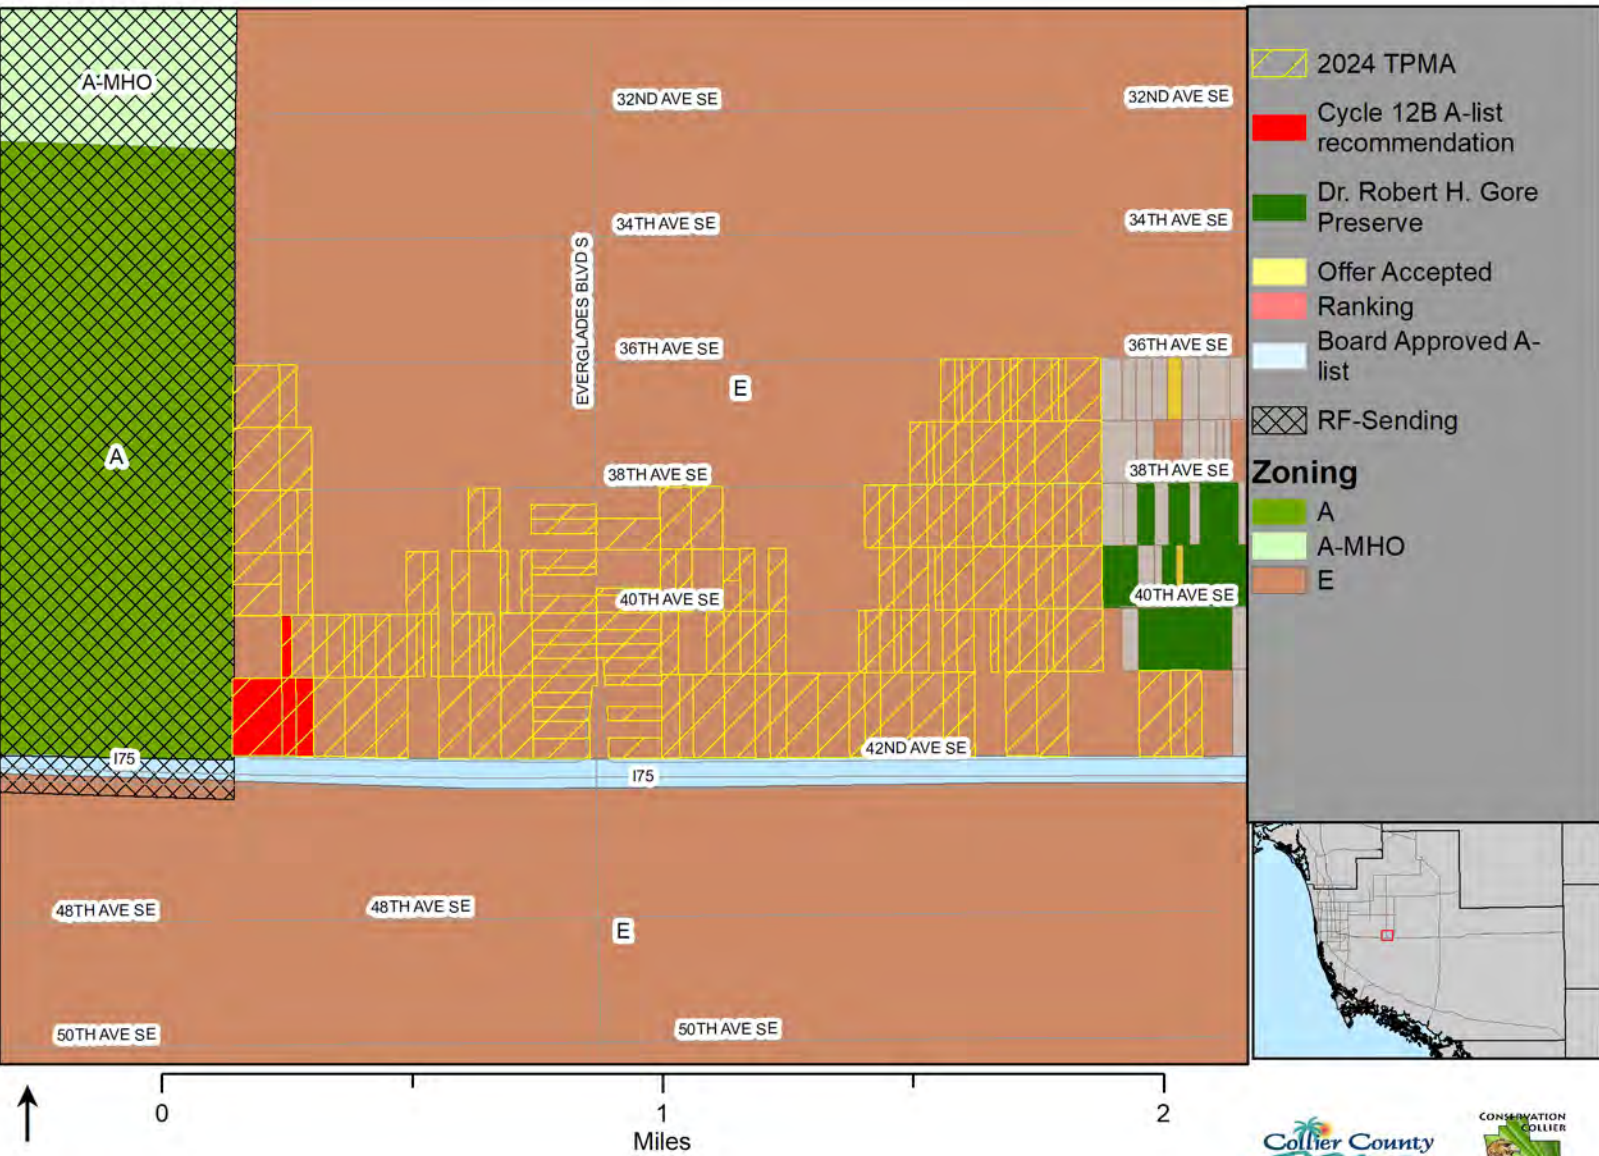 A-MHO
32ND AVE SE
32ND AVE SE
34TH AVE SE
34TH AVE SE
EVERGLADES BLVD S
36TH AVE SE
36TH AVE SE
E
A
38TH AVE SE
38TH AVE SE
40TH AVE SE
40TH AVE SE
42ND AVE SE
I75
I75
48TH AVE SE
48TH AVE SE
E
50TH AVE SE
50TH AVE SE
0
1
2
Miles
2024 TPMA
Cycle 12B A-list
recommendation
Dr. Robert H. Gore
Preserve
Offer Accepted
Ranking
Board Approved A-
list
RF-Sending
Zoning
A
A-MHO
E
Collier County
CONSERVATION
COLLIER